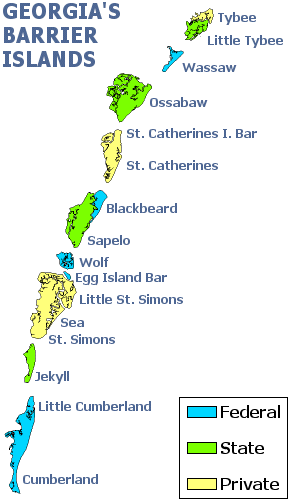 GEORGIA'S
BARRIER
ISLANDS
Tybee
Little Tybee
Wassaw
Ossabaw
St. Catherines I. Bar
St. Catherines
Blackbeard
Sapelo
Wolf
Egg Island Bar
Little St. Simons
Sea
St. Simons
Jekyll
Little Cumberland
Cumberland
Federal
State
Private